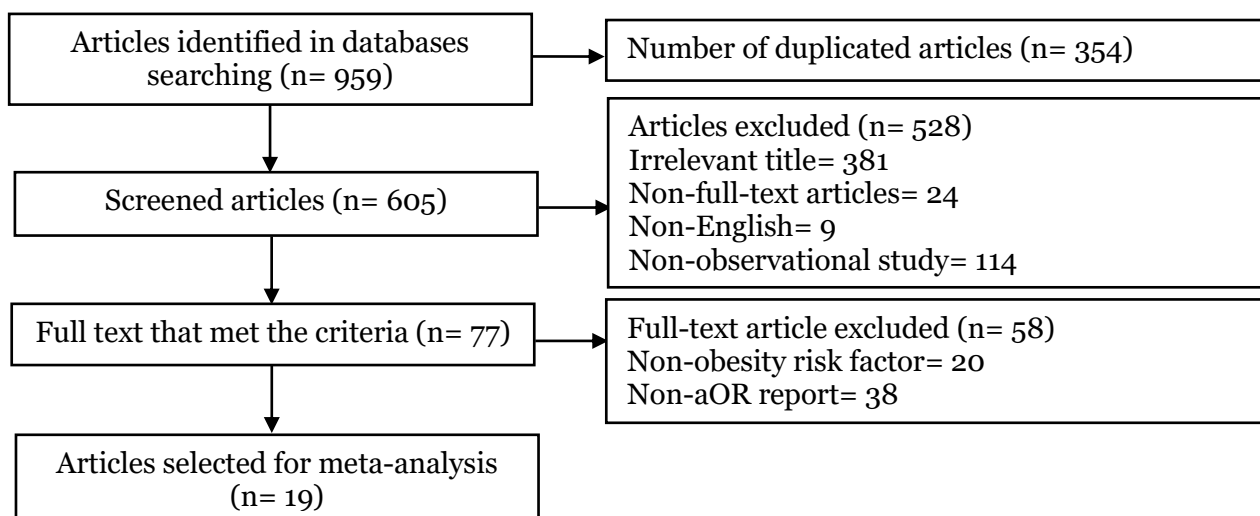 Articles identified in databases
searching (n= 959)
Number of duplicated articles (n= 354)
Screened articles (n= 605)
Articles excluded (n= 528)
Irrelevant title= 381
Non-full-text articles= 24
Non-English= 9
Non-observational study= 114
Full text that met the criteria (n= 77)
Full-text article excluded (n= 58)
Non-obesity risk factor= 20
Non-aOR report= 38
Articles selected for meta-analysis
(n= 19)